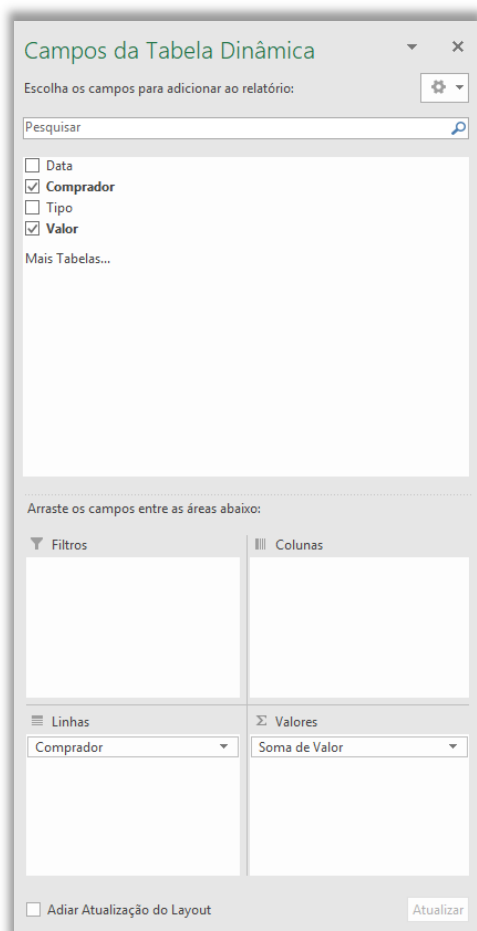 Campos da Tabela Dinâmica
Escolha os campos para adicionar ao relatório:
Pesquisar
Data
Comprador
Tipo
Valor
Mais Tabelas...
Arraste os campos entre as áreas abaixo:
Filtros
Colunas
Linhas
Σ Valores
Comprador
Soma de Valor
Adiar Atualização do Layout
Atualizar